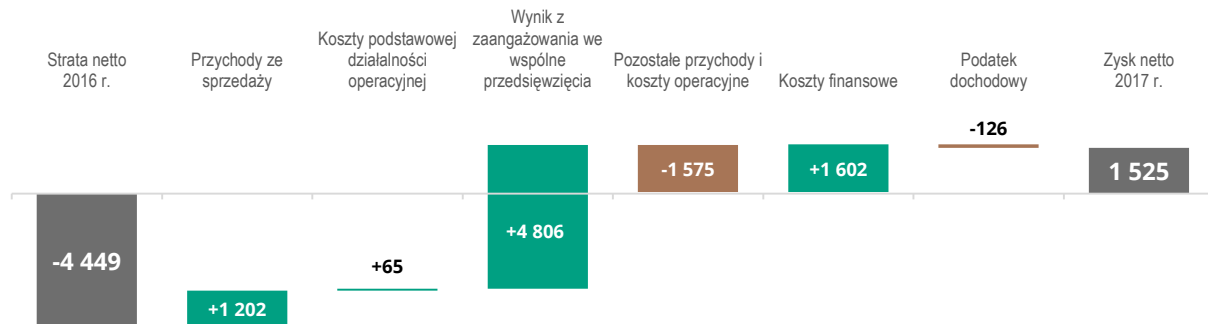 Strata netto
2016 r.
Przychody ze
sprzedaży
Koszty podstawowej
działalności
operacyjnej
Wynik z
zaangażowania we
wspólne
przedsięwzięcia
Pozostałe przychody i
koszty operacyjne
Koszty finansowe
Podatek
dochodowy
Zysk netto
2017 r.
-4 449
+1 202
+65
+4 806
-1 575
+1 602
-126
1 525